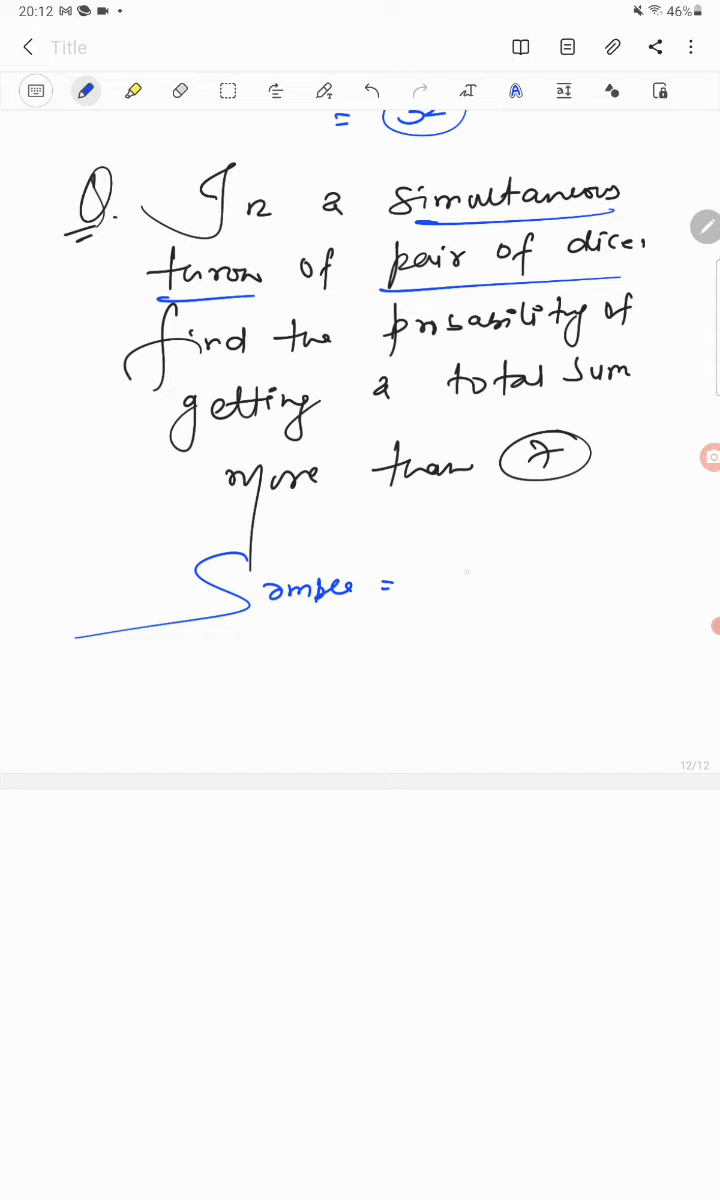 20:12 46%
Title
=
Q. In a simultaneous
throw of pair of dice,
find the probability of
getting a total sum
more than 7
Sample =
12/12